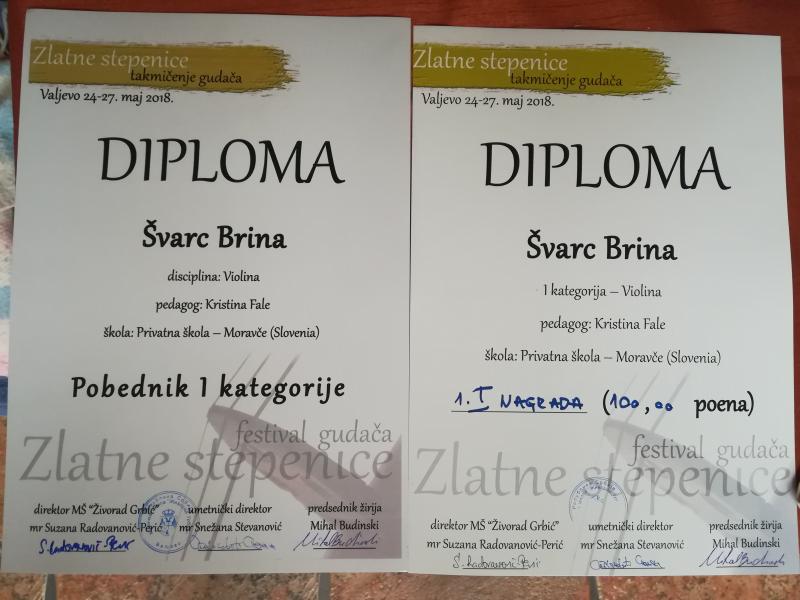 Zlatne stepenice
takmičenje gudača
Valjevo 24-27. maj 2018.
DIPLOMA
Švarc Brina
disciplina: Violina
pedagog: Kristina Fale
škola: Privatna škola – Moravče (Slovenia)
Pobednik I kategorije
festival gudača
Zlatne stepenice
direktor MŠ "Živorad Grbić"
mr Suzana Radovanović-Perić
umetnički direktor
mr Snežana Stevanović
predsednik žirija
Mihal Budinski
Zlatne stepenice
takmičenje gudača
Valjevo 24-27. maj 2018.
DIPLOMA
Švarc Brina
I kategorija – Violina
pedagog: Kristina Fale
škola: Privatna škola – Moravče (Slovenia)
1. I NAGRADA (100,00 poena)
festival gudača
Zlatne stepenice
direktor MŠ "Živorad Grbić"
mr Suzana Radovanović-Perić
umetnički direktor
mr Snežana Stevanović
predsednik žirija
Mihal Budinski